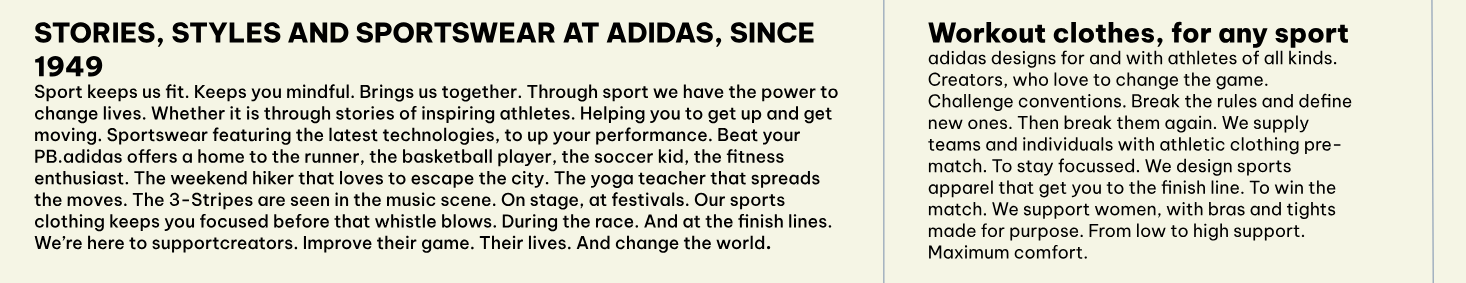 STORIES, STYLES AND SPORTSWEAR AT ADIDAS, SINCE
1949
Sport keeps us fit. Keeps you mindful. Brings us together. Through sport we have the power to
change lives. Whether it is through stories of inspiring athletes. Helping you to get up and get
moving. Sportswear featuring the latest technologies, to up your performance. Beat your
PB.adidas offers a home to the runner, the basketball player, the soccer kid, the fitness
enthusiast. The weekend hiker that loves to escape the city. The yoga teacher that spreads
the moves. The 3-Stripes are seen in the music scene. On stage, at festivals. Our sports
clothing keeps you focused before that whistle blows. During the race. And at the finish lines.
We’re here to supportcreators. Improve their game. Their lives. And change the world.
Workout clothes, for any sport
adidas designs for and with athletes of all kinds.
Creators, who love to change the game.
Challenge conventions. Break the rules and define
new ones. Then break them again. We supply
teams and individuals with athletic clothing pre-
match. To stay focussed. We design sports
apparel that get you to the finish line. To win the
match. We support women, with bras and tights
made for purpose. From low to high support.
Maximum comfort.